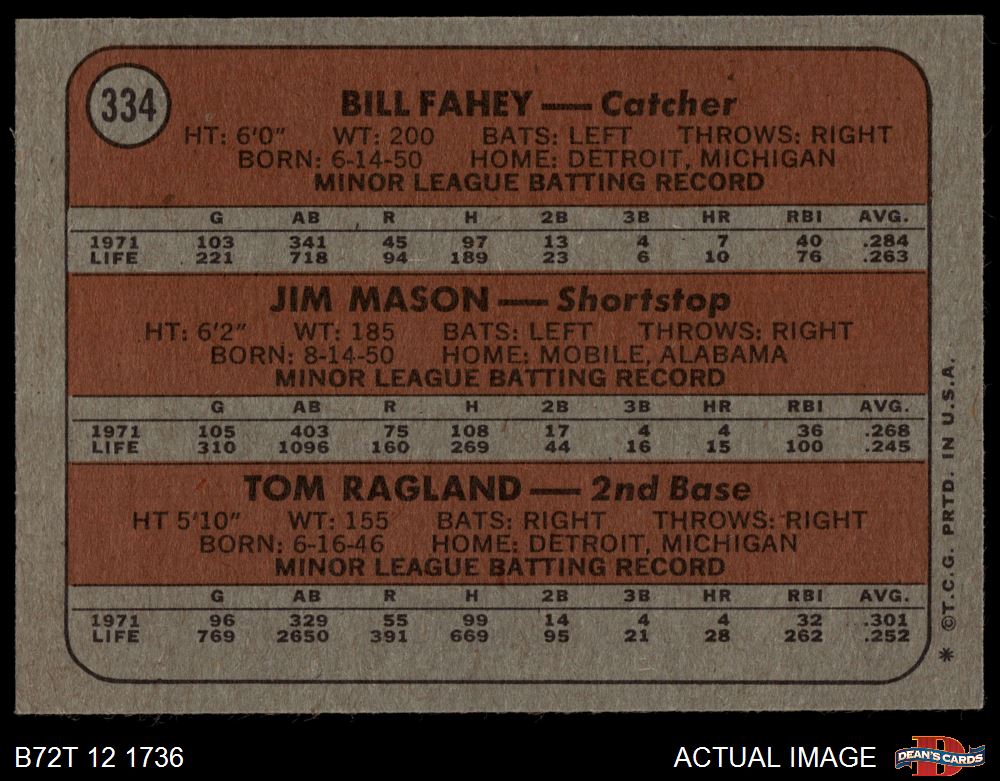 334
BILL FAHEY — Catcher
HT: 6'0" WT: 200 BATS: LEFT THROWS: RIGHT
BORN: 6-14-50 HOME: DETROIT, MICHIGAN
MINOR LEAGUE BATTING RECORD
G AB R H 2B 3B HR RBI AVG.
1971 103 341 45 97 13 4 7 40 .284
LIFE 221 718 94 189 23 6 10 76 .263
JIM MASON — Shortstop
HT: 6'2" WT: 185 BATS: LEFT THROWS: RIGHT
BORN: 8-14-50 HOME: MOBILE, ALABAMA
MINOR LEAGUE BATTING RECORD
G AB R H 2B 3B HR RBI AVG.
1971 105 403 75 108 17 4 4 36 .268
LIFE 310 1096 160 269 44 16 15 100 .245
TOM RAGLAND — 2nd Base
HT 5'10" WT: 155 BATS: RIGHT THROWS: RIGHT
BORN: 6-16-46 HOME: DETROIT, MICHIGAN
MINOR LEAGUE BATTING RECORD
G AB R H 2B 3B HR RBI AVG.
1971 96 329 55 99 14 4 4 32 .301
LIFE 769 2650 391 669 95 21 28 262 .252
* ©T.C.G. PRTD. IN U.S.A.
B72T 12 1736
ACTUAL IMAGE
D
DEAN'S CARDS